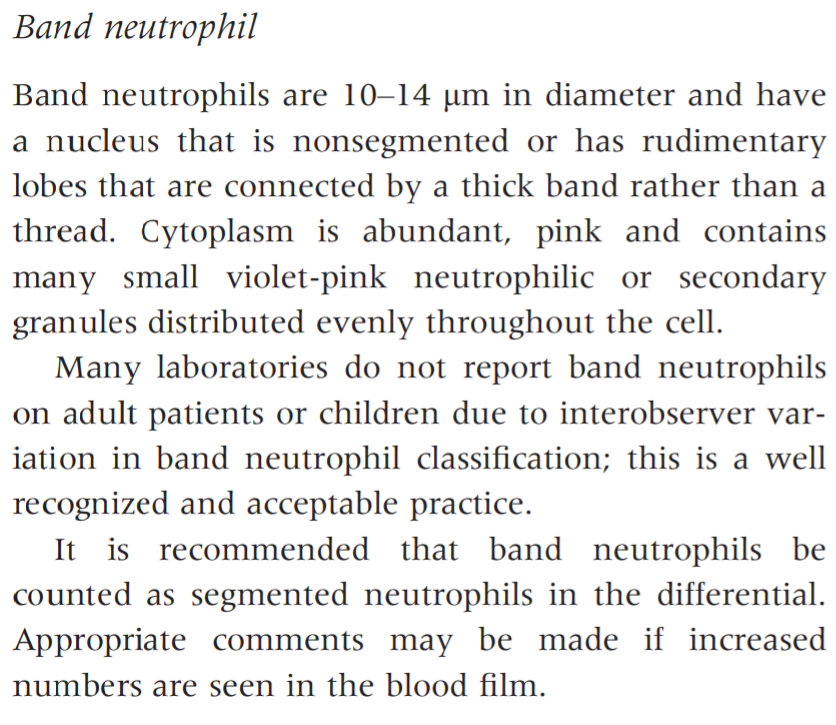 Band neutrophil
Band neutrophils are 10–14 μm in diameter and have
a nucleus that is nonsegmented or has rudimentary
lobes that are connected by a thick band rather than a
thread. Cytoplasm is abundant, pink and contains
many small violet-pink neutrophilic or secondary
granules distributed evenly throughout the cell.
Many laboratories do not report band neutrophils
on adult patients or children due to interobserver var-
iation in band neutrophil classification; this is a well
recognized and acceptable practice.
It is recommended that band neutrophils be
counted as segmented neutrophils in the differential.
Appropriate comments may be made if increased
numbers are seen in the blood film.